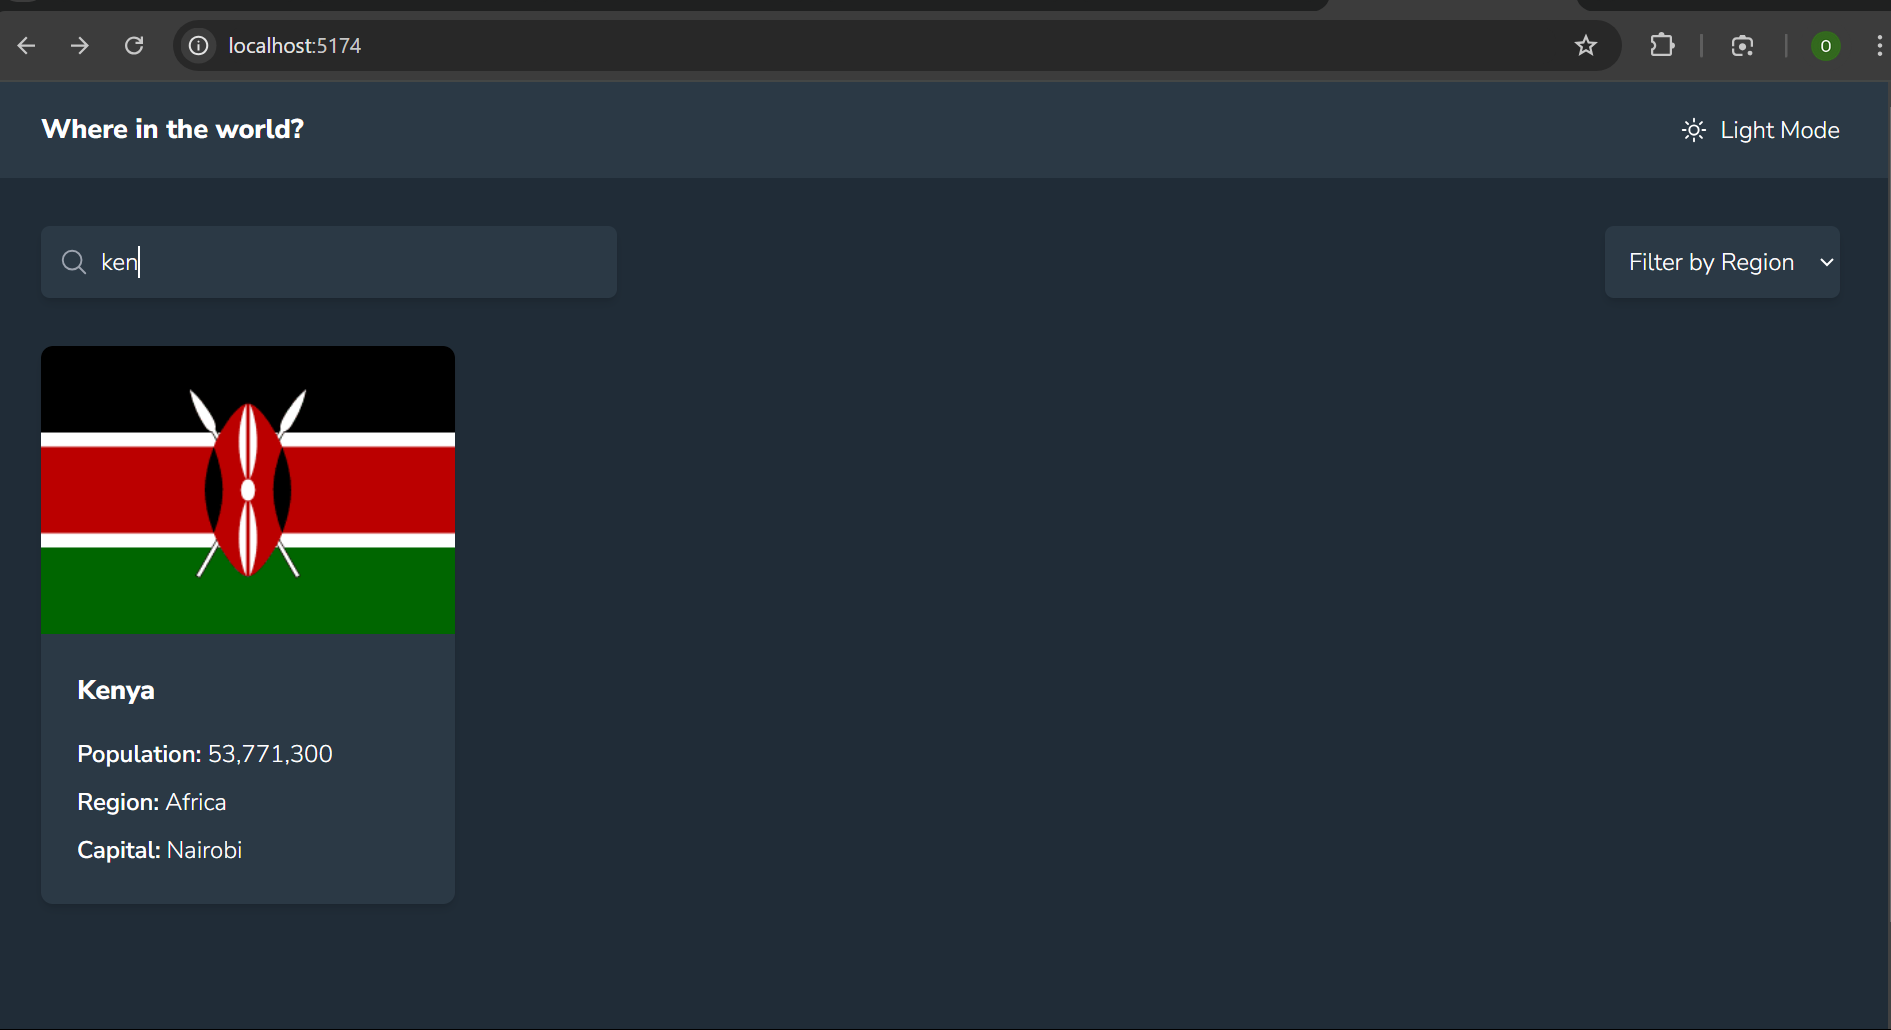 localhost:5174
O
Where in the world?
Light Mode
ken
Filter by Region
Kenya
Population: 53,771,300
Region: Africa
Capital: Nairobi